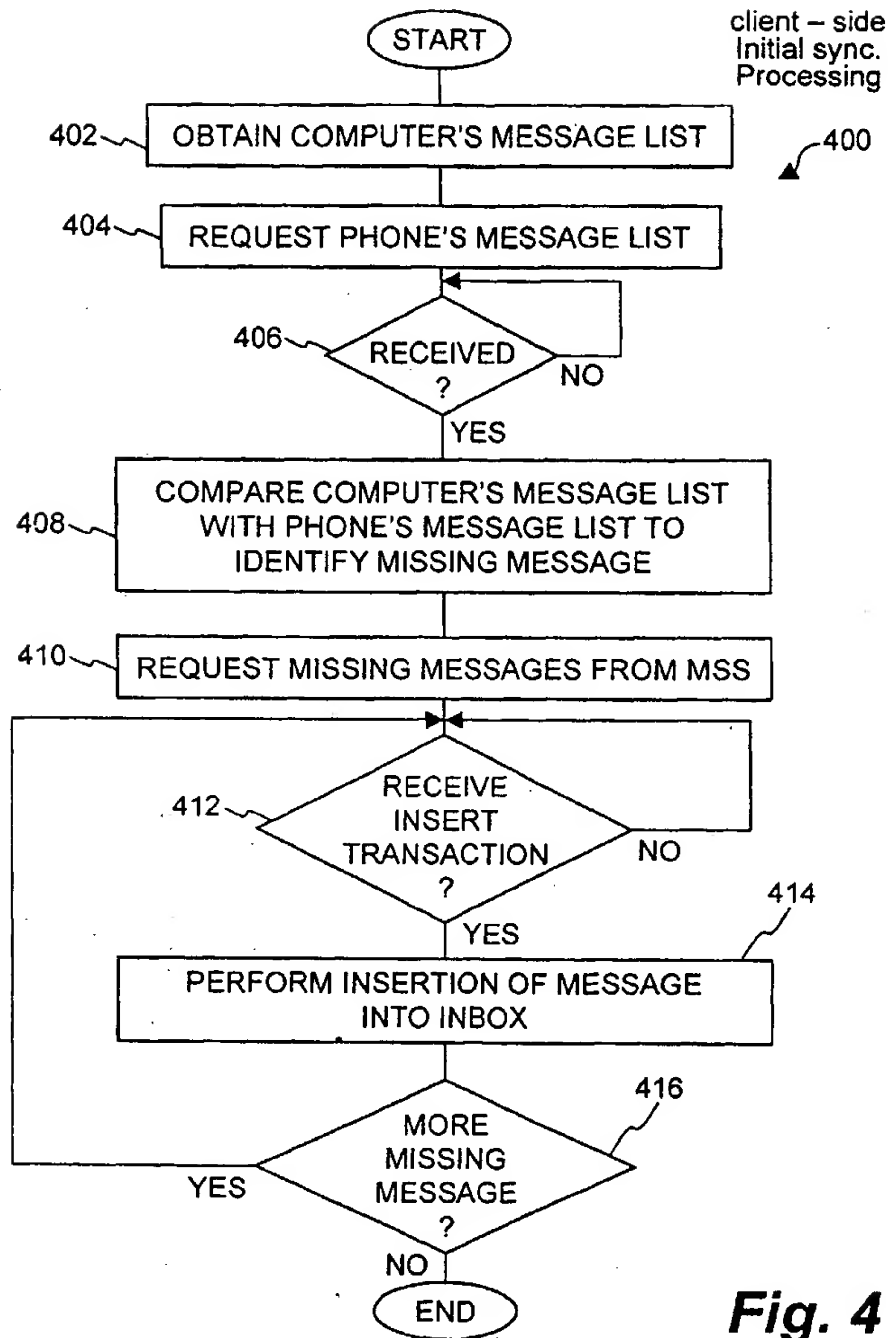 START
client – side
Initial sync.
Processing
400
402
OBTAIN COMPUTER'S MESSAGE LIST
404
REQUEST PHONE'S MESSAGE LIST
406
RECEIVED
?
NO
YES
408
COMPARE COMPUTER'S MESSAGE LIST
WITH PHONE'S MESSAGE LIST TO
IDENTIFY MISSING MESSAGE
410
REQUEST MISSING MESSAGES FROM MSS
412
RECEIVE
INSERT
TRANSACTION
?
NO
YES
414
PERFORM INSERTION OF MESSAGE
INTO INBOX
416
MORE
MISSING
MESSAGE
?
YES
NO
END
Fig. 4